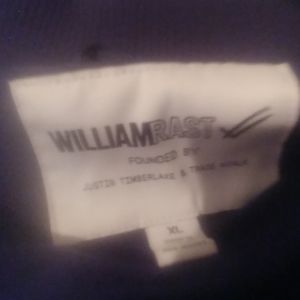 WILLIAMRAST
FOUNDED BY
JUSTIN TIMBERLAKE & TRACE AYALA
XL